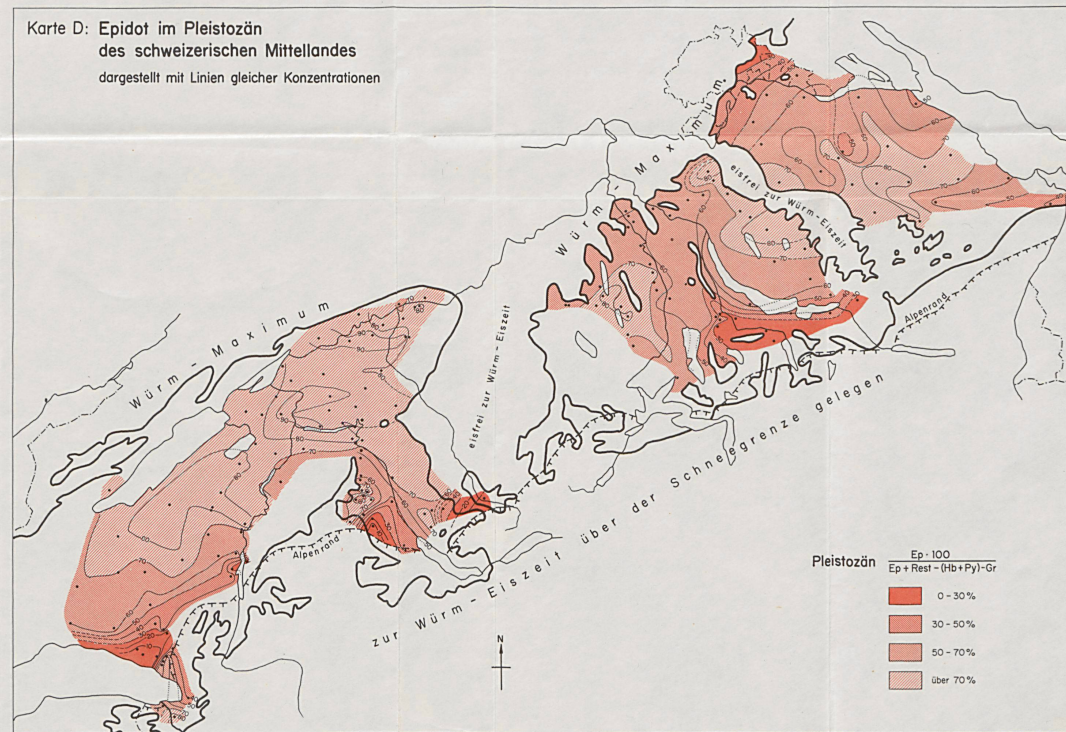 Karte D: Epidot im Pleistozän
des schweizerischen Mittellandes
dargestellt mit Linien gleicher Konzentrationen
Würm - Maximum
Würm - Maximum
eisfrei zur Würm-Eiszeit
eisfrei zur Würm-Eiszeit
Alpenrand
Alpenrand
zur Würm-Eiszeit über der Schneegrenze gelegen
N
Pleistozän
Ep · 100
Ep + Rest - (Hb + Py) - Gr
0 - 30 %
30 - 50 %
50 - 70 %
über 70 %